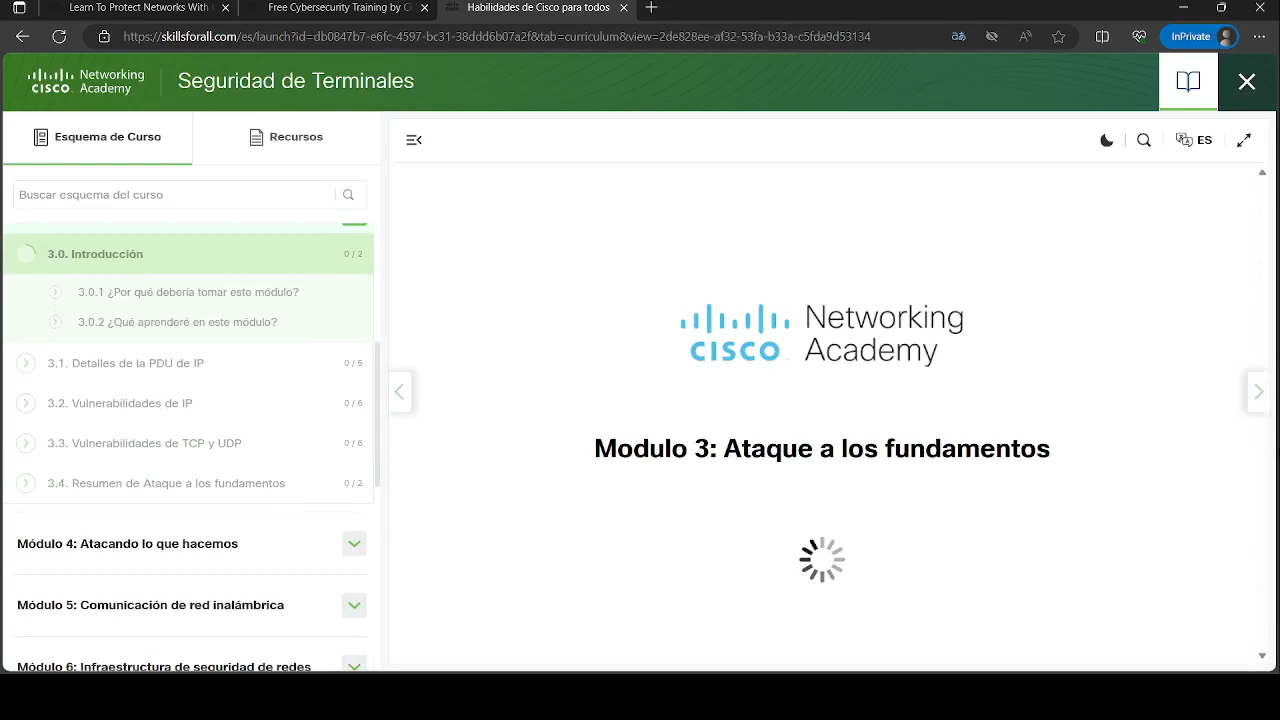 Learn To Protect Networks With
Free Cybersecurity Training by C
Habilidades de Cisco para todos
https://skillsforall.com/es/launch?id=db0847b7-e6fc-4597-bc31-38ddd6b07a2f&tab=curriculum&view=2de828ee-af32-53fa-b33a-c5fda9d53134
InPrivate
CISCO
Networking
Academy
Seguridad de Terminales
Esquema de Curso
Recursos
ES
Buscar esquema del curso
3.0. Introducción
0 / 2
3.0.1 ¿Por qué debería tomar este módulo?
3.0.2 ¿Qué aprenderé en este módulo?
3.1. Detalles de la PDU de IP
0 / 5
3.2. Vulnerabilidades de IP
0 / 6
3.3. Vulnerabilidades de TCP y UDP
0 / 6
3.4. Resumen de Ataque a los fundamentos
0 / 2
Módulo 4: Atacando lo que hacemos
Módulo 5: Comunicación de red inalámbrica
Módulo 6: Infraestructura de seguridad de redes
CISCO
Networking
Academy
Modulo 3: Ataque a los fundamentos